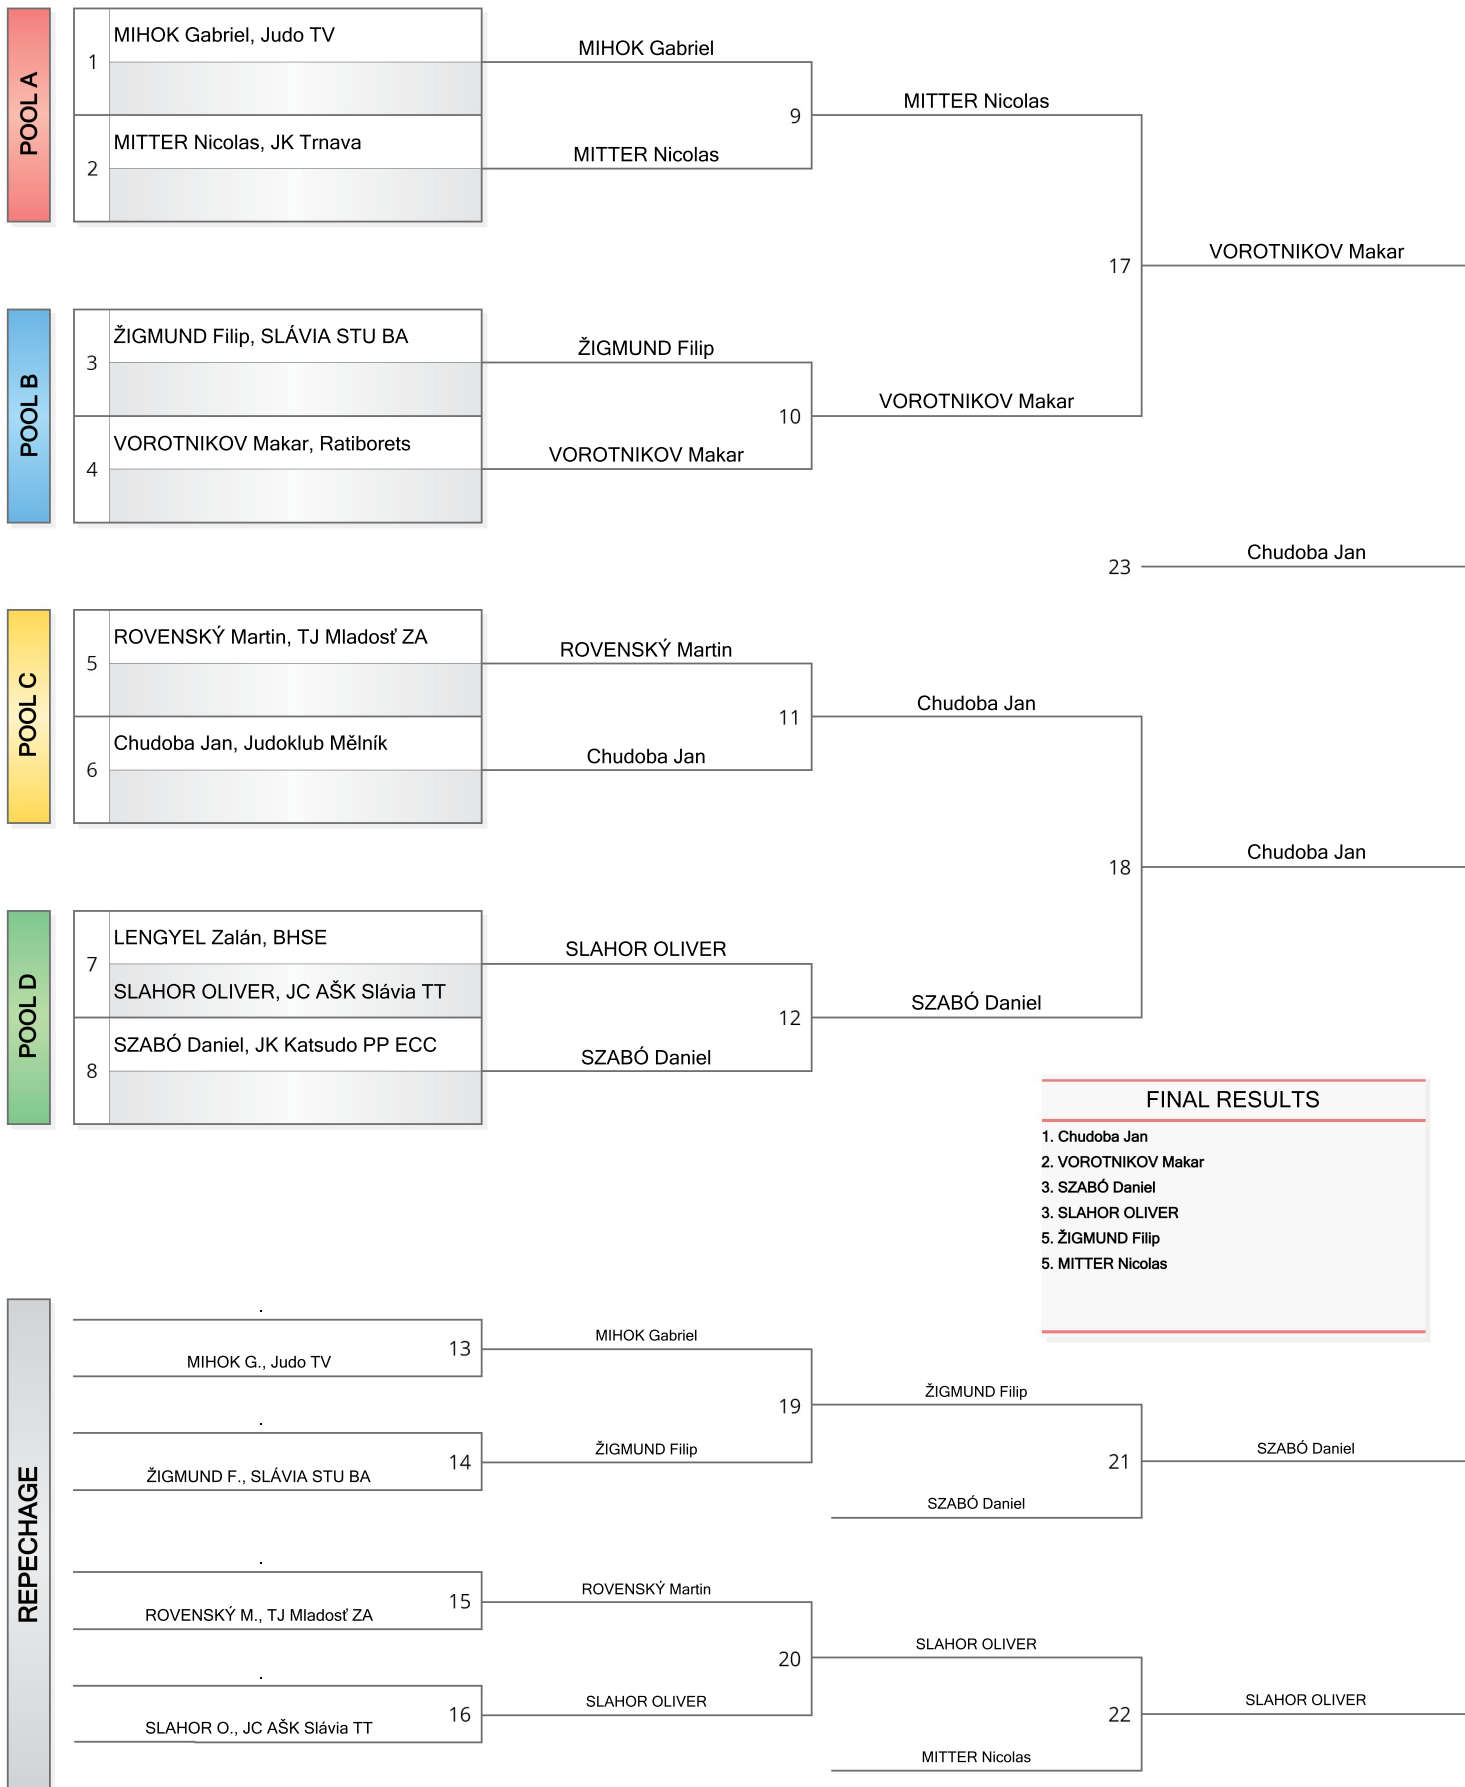 POOL A
1
MIHOK Gabriel, Judo TV
2
MITTER Nicolas, JK Trnava
MIHOK Gabriel
MITTER Nicolas
9
MITTER Nicolas
17
VOROTNIKOV Makar
POOL B
3
ŽIGMUND Filip, SLÁVIA STU BA
4
VOROTNIKOV Makar, Ratiborets
ŽIGMUND Filip
VOROTNIKOV Makar
10
VOROTNIKOV Makar
23
Chudoba Jan
POOL C
5
ROVENSKÝ Martin, TJ Mladosť ZA
6
Chudoba Jan, Judoklub Mělník
ROVENSKÝ Martin
Chudoba Jan
11
Chudoba Jan
18
Chudoba Jan
POOL D
7
LENGYEL Zalán, BHSE
SLAHOR OLIVER, JC AŠK Slávia TT
8
SZABÓ Daniel, JK Katsudo PP ECC
SLAHOR OLIVER
SZABÓ Daniel
12
SZABÓ Daniel
FINAL RESULTS
1. Chudoba Jan
2. VOROTNIKOV Makar
3. SZABÓ Daniel
3. SLAHOR OLIVER
5. ŽIGMUND Filip
5. MITTER Nicolas
REPECHAGE
.
MIHOK G., Judo TV
13
MIHOK Gabriel
.
ŽIGMUND F., SLÁVIA STU BA
14
ŽIGMUND Filip
19
ŽIGMUND Filip
SZABÓ Daniel
21
SZABÓ Daniel
.
ROVENSKÝ M., TJ Mladosť ZA
15
ROVENSKÝ Martin
.
SLAHOR O., JC AŠK Slávia TT
16
SLAHOR OLIVER
20
SLAHOR OLIVER
MITTER Nicolas
22
SLAHOR OLIVER